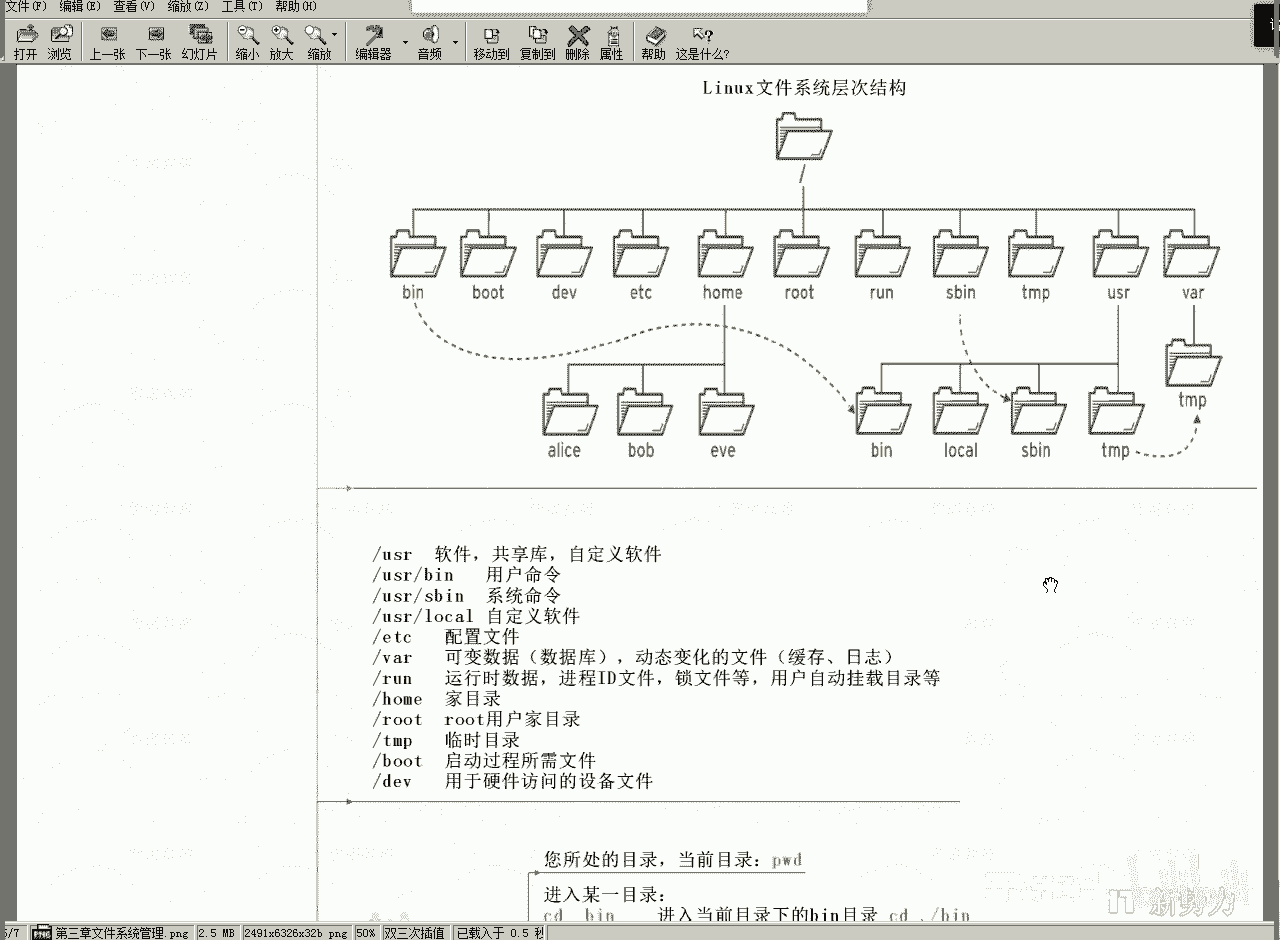 文件(F) 编辑(E) 查看(V) 缩放(Z) 工具(T) 帮助(H)
打开 浏览 上一张 下一张 幻灯片 缩小 放大 缩放 编辑器 音频 移动到 复制到 删除 属性 帮助 这是什么?
Linux文件系统层次结构
/
bin boot dev etc home root run sbin tmp usr var
tmp
alice bob eve bin local sbin tmp
/usr 软件，共享库，自定义软件
/usr/bin 用户命令
/usr/sbin 系统命令
/usr/local 自定义软件
/etc 配置文件
/var 可变数据（数据库），动态变化的文件（缓存、日志）
/run 运行时数据，进程ID文件，锁文件等，用户自动挂载目录等
/home 家目录
/root root用户家目录
/tmp 临时目录
/boot 启动过程所需文件
/dev 用于硬件访问的设备文件
您所处的目录，当前目录：pwd
进入某一目录：
cd bin 进入当前目录下的bin目录 cd ./bin
IT 新势力
5/7 第三章文件系统管理.png 2.5 MB 2491x6326x32b png 50% 双三次插值 已载入于 0.5 秒